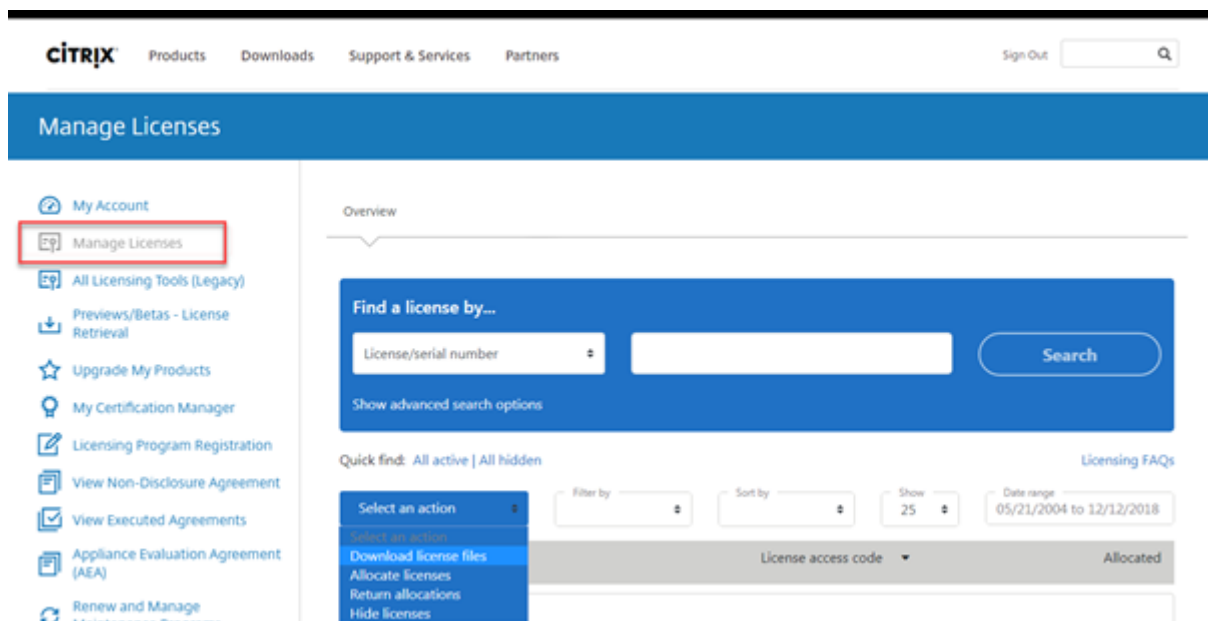 CİTRIX Products Downloads Support & Services Partners Sign Out
Manage Licenses
My Account
Manage Licenses
All Licensing Tools (Legacy)
Previews/Betas - License
Retrieval
Upgrade My Products
My Certification Manager
Licensing Program Registration
View Non-Disclosure Agreement
View Executed Agreements
Appliance Evaluation Agreement
(AEA)
Renew and Manage
Overview
Find a license by...
License/serial number Search
Show advanced search options
Quick find: All active | All hidden Licensing FAQs
Filter by Sort by Show Date range
Select an action 25 05/21/2004 to 12/12/2018
Select an action
Download license files
License access code Allocated
Allocate licenses
Return allocations
Hide licenses